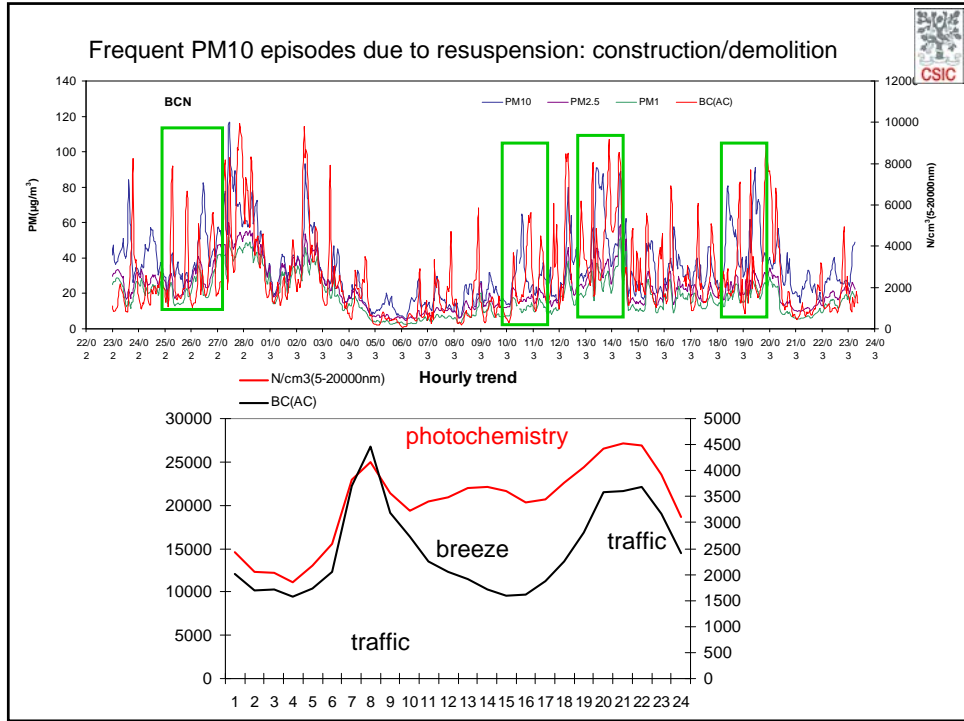 Frequent PM10 episodes due to resuspension: construction/demolition
CSIC
BCN
PM10 PM2.5 PM1 BC(AC)
PM(µg/m³)
140
120
100
80
60
40
20
0
N/cm³(5-20000nm)
12000
10000
8000
6000
4000
2000
0
22/02 23/02 24/02 25/02 26/02 27/02 28/02 01/03 02/03 03/03 04/03 05/03 06/03 07/03 08/03 09/03 10/03 11/03 12/03 13/03 14/03 15/03 16/03 17/03 18/03 19/03 20/03 21/03 22/03 23/03 24/03
N/cm3(5-20000nm)
BC(AC)
Hourly trend
30000
25000
20000
15000
10000
5000
0
5000
4500
4000
3500
3000
2500
2000
1500
1000
500
0
photochemistry
breeze
traffic
traffic
1 2 3 4 5 6 7 8 9 10 11 12 13 14 15 16 17 18 19 20 21 22 23 24